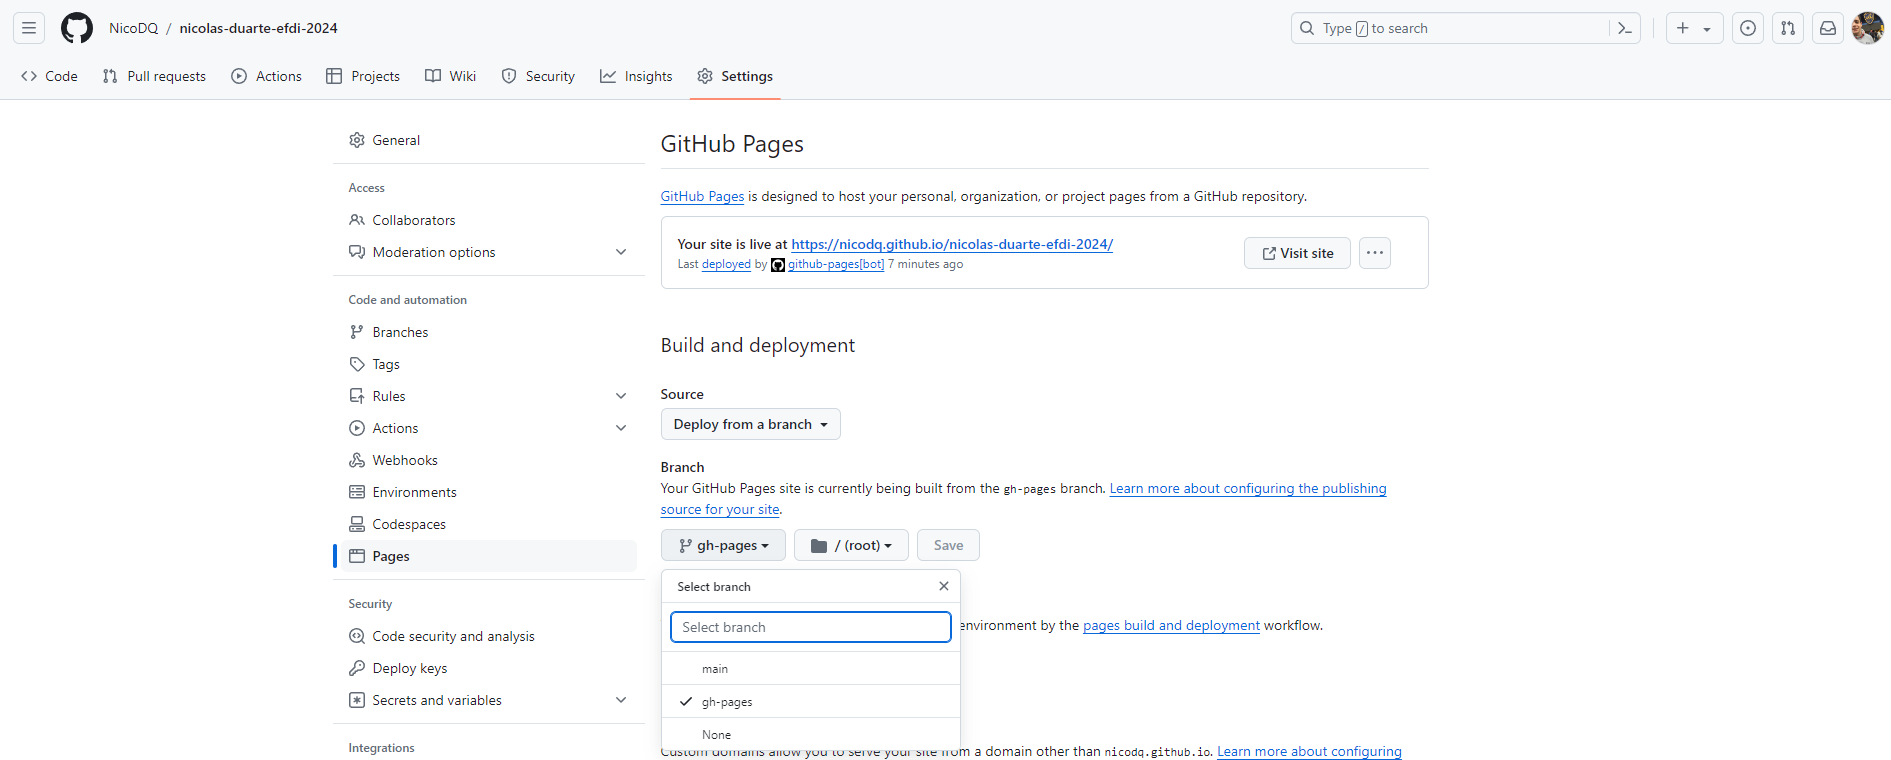 NicoDQ / nicolas-duarte-efdi-2024
Type / to search
Code Pull requests Actions Projects Wiki Security Insights Settings
General
Access
Collaborators
Moderation options
Code and automation
Branches
Tags
Rules
Actions
Webhooks
Environments
Codespaces
Pages
Security
Code security and analysis
Deploy keys
Secrets and variables
Integrations
GitHub Pages
GitHub Pages is designed to host your personal, organization, or project pages from a GitHub repository.
Your site is live at https://nicodq.github.io/nicolas-duarte-efdi-2024/
Last deployed by github-pages[bot] 7 minutes ago
Visit site
Build and deployment
Source
Deploy from a branch
Branch
Your GitHub Pages site is currently being built from the gh-pages branch. Learn more about configuring the publishing
source for your site.
gh-pages / (root) Save
Select branch
Select branch
environment by the pages build and deployment workflow.
main
gh-pages
None
Custom domains allow you to serve your site from a domain other than nicodq.github.io. Learn more about configuring